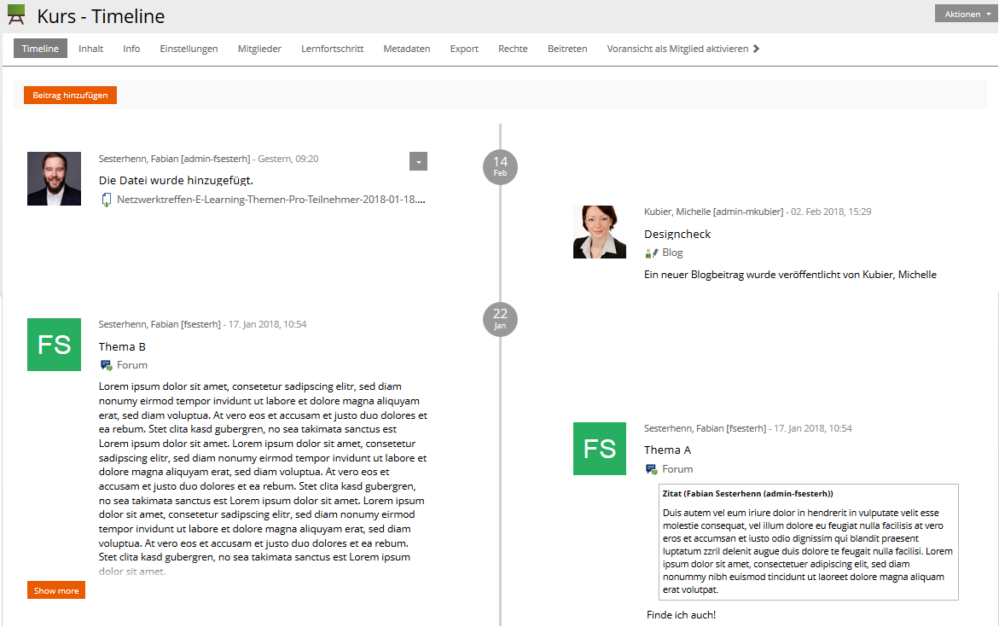 Kurs - Timeline
Aktionen
Timeline Inhalt Info Einstellungen Mitglieder Lernfortschritt Metadaten Export Rechte Beitreten Voransicht als Mitglied aktivieren
Beitrag hinzufügen
14
Feb
Sesterhenn, Fabian [admin-fsesterh] - Gestern, 09:20
Die Datei wurde hinzugefügt.
Netzwerktreffen-E-Learning-Themen-Pro-Teilnehmer-2018-01-18....
Kubier, Michelle [admin-mkubier] - 02. Feb 2018, 15:29
Designcheck
Blog
Ein neuer Blogbeitrag wurde veröffentlicht von Kubier, Michelle
22
Jan
FS
Sesterhenn, Fabian [fsesterh] - 17. Jan 2018, 10:54
Thema B
Forum
Lorem ipsum dolor sit amet, consetetur sadipscing elitr, sed diam
nonumy eirmod tempor invidunt ut labore et dolore magna aliquyam
erat, sed diam voluptua. At vero eos et accusam et justo duo dolores et
ea rebum. Stet clita kasd gubergren, no sea takimata sanctus est
Lorem ipsum dolor sit amet. Lorem ipsum dolor sit amet, consetetur
sadipscing elitr, sed diam nonumy eirmod tempor invidunt ut labore et
dolore magna aliquyam erat, sed diam voluptua. At vero eos et
accusam et justo duo dolores et ea rebum. Stet clita kasd gubergren,
no sea takimata sanctus est Lorem ipsum dolor sit amet. Lorem ipsum
dolor sit amet, consetetur sadipscing elitr, sed diam nonumy eirmod
tempor invidunt ut labore et dolore magna aliquyam erat, sed diam
voluptua. At vero eos et accusam et justo duo dolores et ea rebum.
Stet clita kasd gubergren, no sea takimata sanctus est Lorem ipsum
dolor sit amet.
Show more
FS
Sesterhenn, Fabian [fsesterh] - 17. Jan 2018, 10:54
Thema A
Forum
Zitat (Fabian Sesterhenn (admin-fsesterh))
Duis autem vel eum iriure dolor in hendrerit in vulputate velit esse
molestie consequat, vel illum dolore eu feugiat nulla facilisis at vero
eros et accumsan et iusto odio dignissim qui blandit praesent
luptatum zzril delenit augue duis dolore te feugait nulla facilisi. Lorem
ipsum dolor sit amet, consectetuer adipiscing elit, sed diam
nonummy nibh euismod tincidunt ut laoreet dolore magna aliquam
erat volutpat.
Finde ich auch!